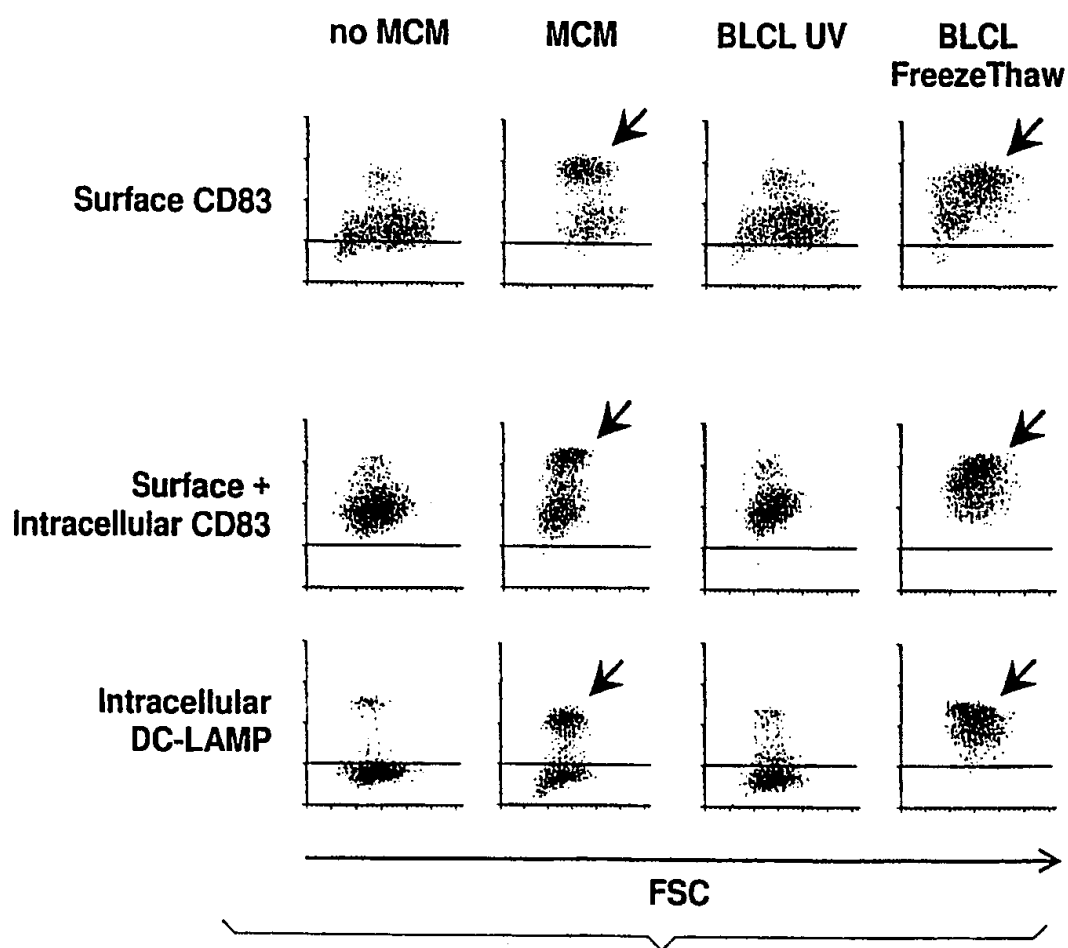 no MCM
MCM
BLCL UV
BLCL
FreezeThaw
Surface CD83
Surface +
Intracellular CD83
Intracellular
DC-LAMP
FSC